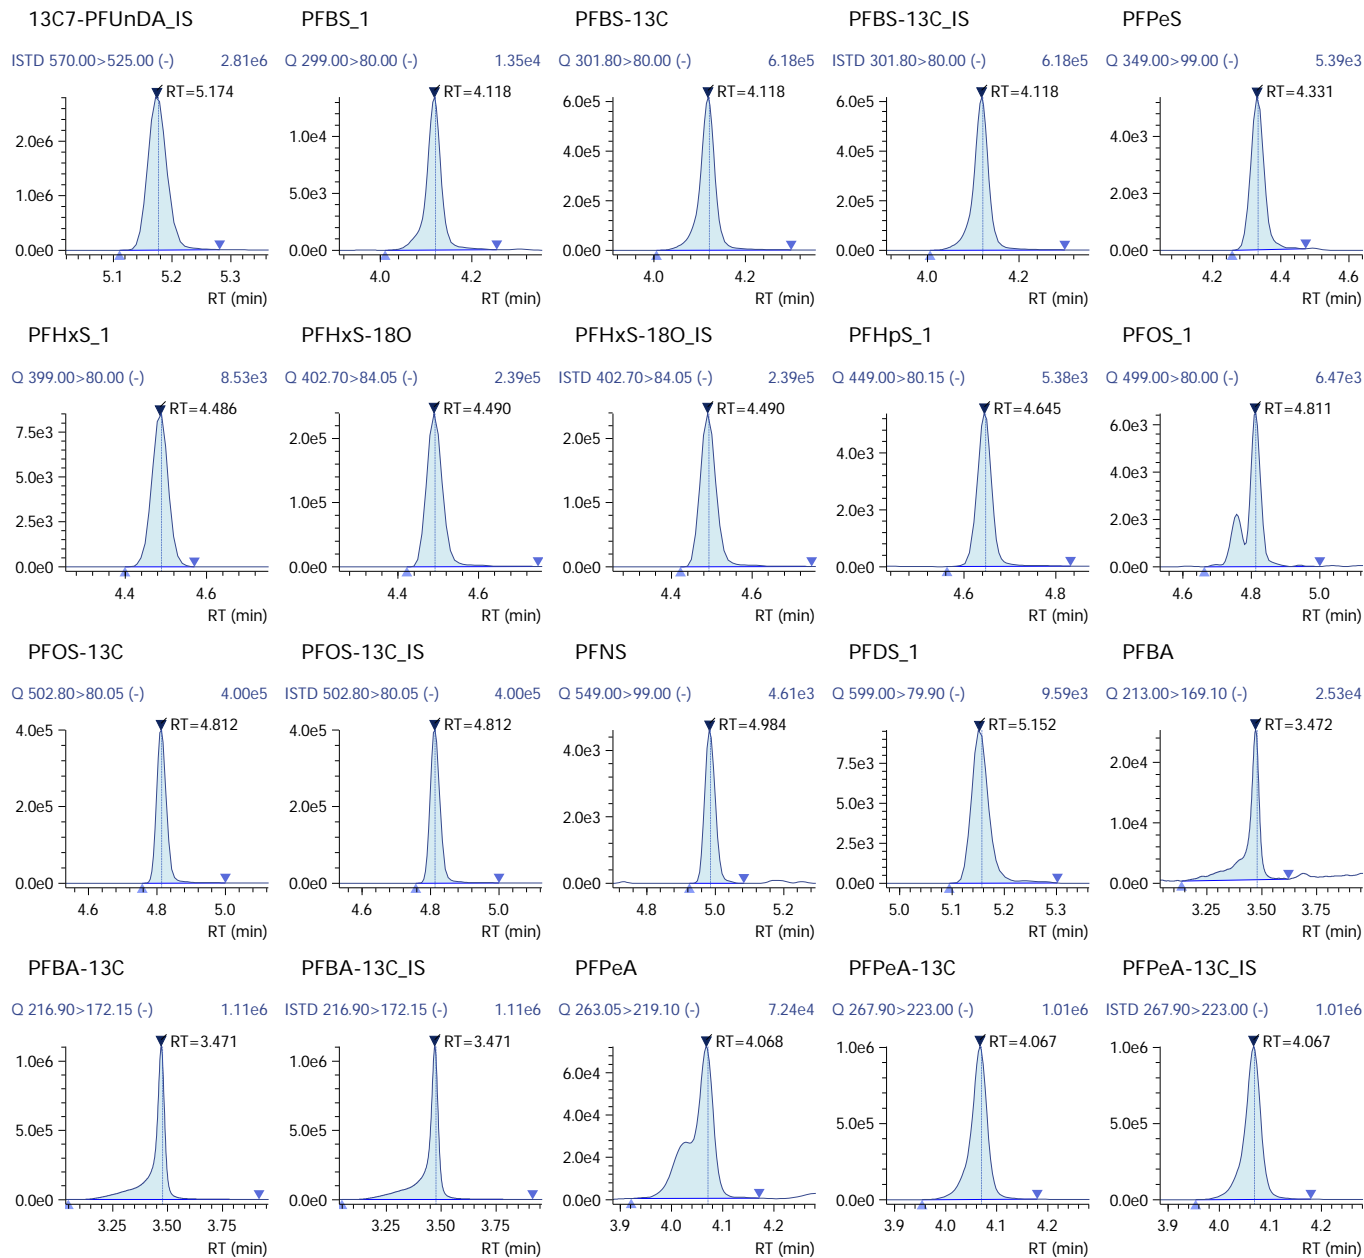 13C7-PFUnDA_IS PFBS_1 PFBS-13C PFBS-13C_IS PFPeS
ISTD 570.00>525.00 (-) 2.81e6 Q 299.00>80.00 (-) 1.35e4 Q 301.80>80.00 (-) 6.18e5 ISTD 301.80>80.00 (-) 6.18e5 Q 349.00>99.00 (-) 5.39e3
RT=5.174 RT=4.118 RT=4.118 RT=4.118 RT=4.331
6.0e5 6.0e5
2.0e6 1.0e4 4.0e5 4.0e5 4.0e3
1.0e6 5.0e3 2.0e5 2.0e5 2.0e3
0.0e0 0.0e0 0.0e0 0.0e0 0.0e0
5.1 5.2 5.3 4.0 4.2 4.0 4.2 4.0 4.2 4.2 4.4 4.6
RT (min) RT (min) RT (min) RT (min) RT (min)
PFHxS_1 PFHxS-18O PFHxS-18O_IS PFHpS_1 PFOS_1
Q 399.00>80.00 (-) 8.53e3 Q 402.70>84.05 (-) 2.39e5 ISTD 402.70>84.05 (-) 2.39e5 Q 449.00>80.15 (-) 5.38e3 Q 499.00>80.00 (-) 6.47e3
RT=4.486 RT=4.490 RT=4.490 RT=4.645 RT=4.811
7.5e3 2.0e5 2.0e5 4.0e3 6.0e3
5.0e3 1.0e5 1.0e5 2.0e3 4.0e3
2.5e3 2.0e3
0.0e0 0.0e0 0.0e0 0.0e0 0.0e0
4.4 4.6 4.4 4.6 4.4 4.6 4.6 4.8 4.6 4.8 5.0
RT (min) RT (min) RT (min) RT (min) RT (min)
PFOS-13C PFOS-13C_IS PFNS PFDS_1 PFBA
Q 502.80>80.05 (-) 4.00e5 ISTD 502.80>80.05 (-) 4.00e5 Q 549.00>99.00 (-) 4.61e3 Q 599.00>79.90 (-) 9.59e3 Q 213.00>169.10 (-) 2.53e4
RT=4.812 RT=4.812 RT=4.984 RT=5.152 RT=3.472
4.0e5 4.0e5 4.0e3 7.5e3 2.0e4
2.0e5 2.0e5 2.0e3 5.0e3 1.0e4
2.5e3
0.0e0 0.0e0 0.0e0 0.0e0 0.0e0
4.6 4.8 5.0 4.6 4.8 5.0 4.8 5.0 5.2 5.0 5.1 5.2 5.3 3.25 3.50 3.75
RT (min) RT (min) RT (min) RT (min) RT (min)
PFBA-13C PFBA-13C_IS PFPeA PFPeA-13C PFPeA-13C_IS
Q 216.90>172.15 (-) 1.11e6 ISTD 216.90>172.15 (-) 1.11e6 Q 263.05>219.10 (-) 7.24e4 Q 267.90>223.00 (-) 1.01e6 ISTD 267.90>223.00 (-) 1.01e6
RT=3.471 RT=3.471 RT=4.068 RT=4.067 RT=4.067
1.0e6 1.0e6 6.0e4 1.0e6 1.0e6
5.0e5 5.0e5 4.0e4 5.0e5 5.0e5
2.0e4
0.0e0 0.0e0 0.0e0 0.0e0 0.0e0
3.25 3.50 3.75 3.25 3.50 3.75 3.9 4.0 4.1 4.2 3.9 4.0 4.1 4.2 3.9 4.0 4.1 4.2
RT (min) RT (min) RT (min) RT (min) RT (min)